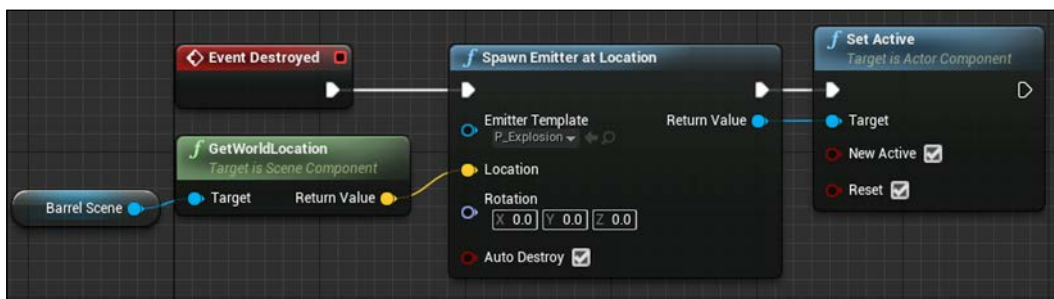 Event Destroyed
f Spawn Emitter at Location
f Set Active
Target is Actor Component
Emitter Template
P_Explosion
Return Value
Target
f GetWorldLocation
Target is Scene Component
Location
New Active
Barrel Scene
Target
Return Value
Rotation
X 0.0 Y 0.0 Z 0.0
Reset
Auto Destroy